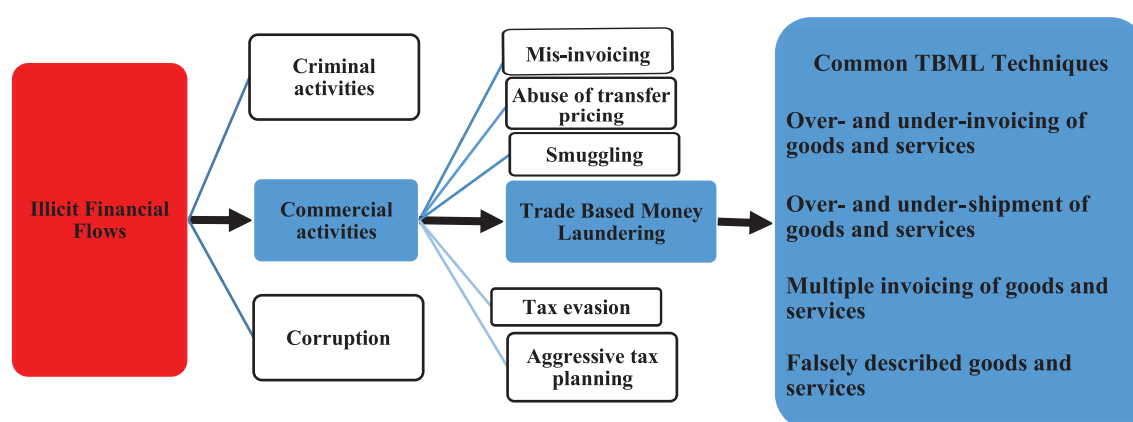 Illicit Financial
Flows
Criminal
activities
Commercial
activities
Corruption
Mis-invoicing
Abuse of transfer
pricing
Smuggling
Trade Based Money
Laundering
Tax evasion
Aggressive tax
planning
Common TBML Techniques
Over- and under-invoicing of
goods and services
Over- and under-shipment of
goods and services
Multiple invoicing of goods and
services
Falsely described goods and
services